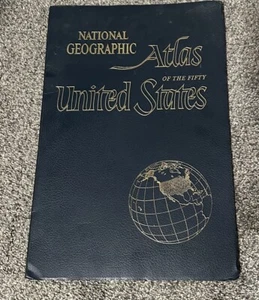 NATIONAL
GEOGRAPHIC Atlas
OF THE FIFTY
United States